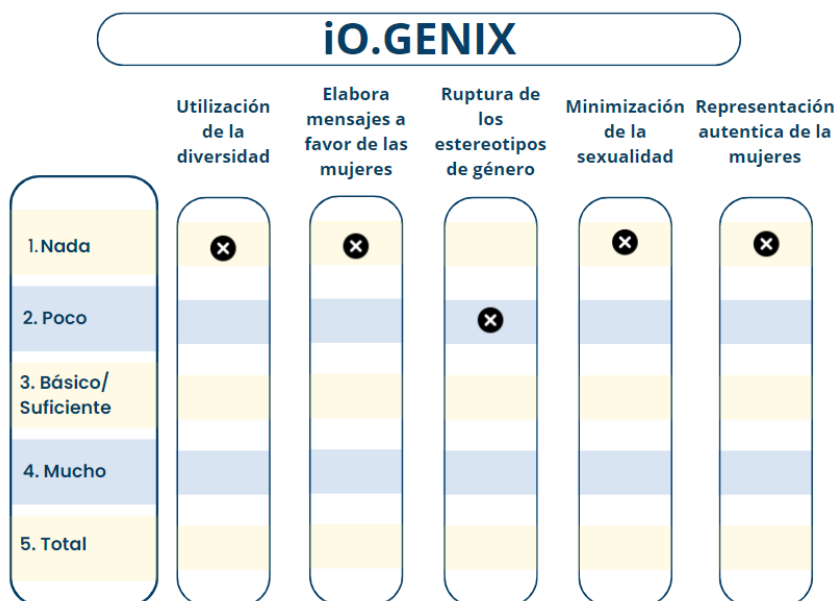 iO.GENIX
Utilización
de la
diversidad
Elabora
mensajes a
favor de las
mujeres
Ruptura de
los
estereotipos
de género
Minimización
de la
sexualidad
Representación
autentica de la
mujeres
1. Nada
2. Poco
3. Básico/
Suficiente
4. Mucho
5. Total